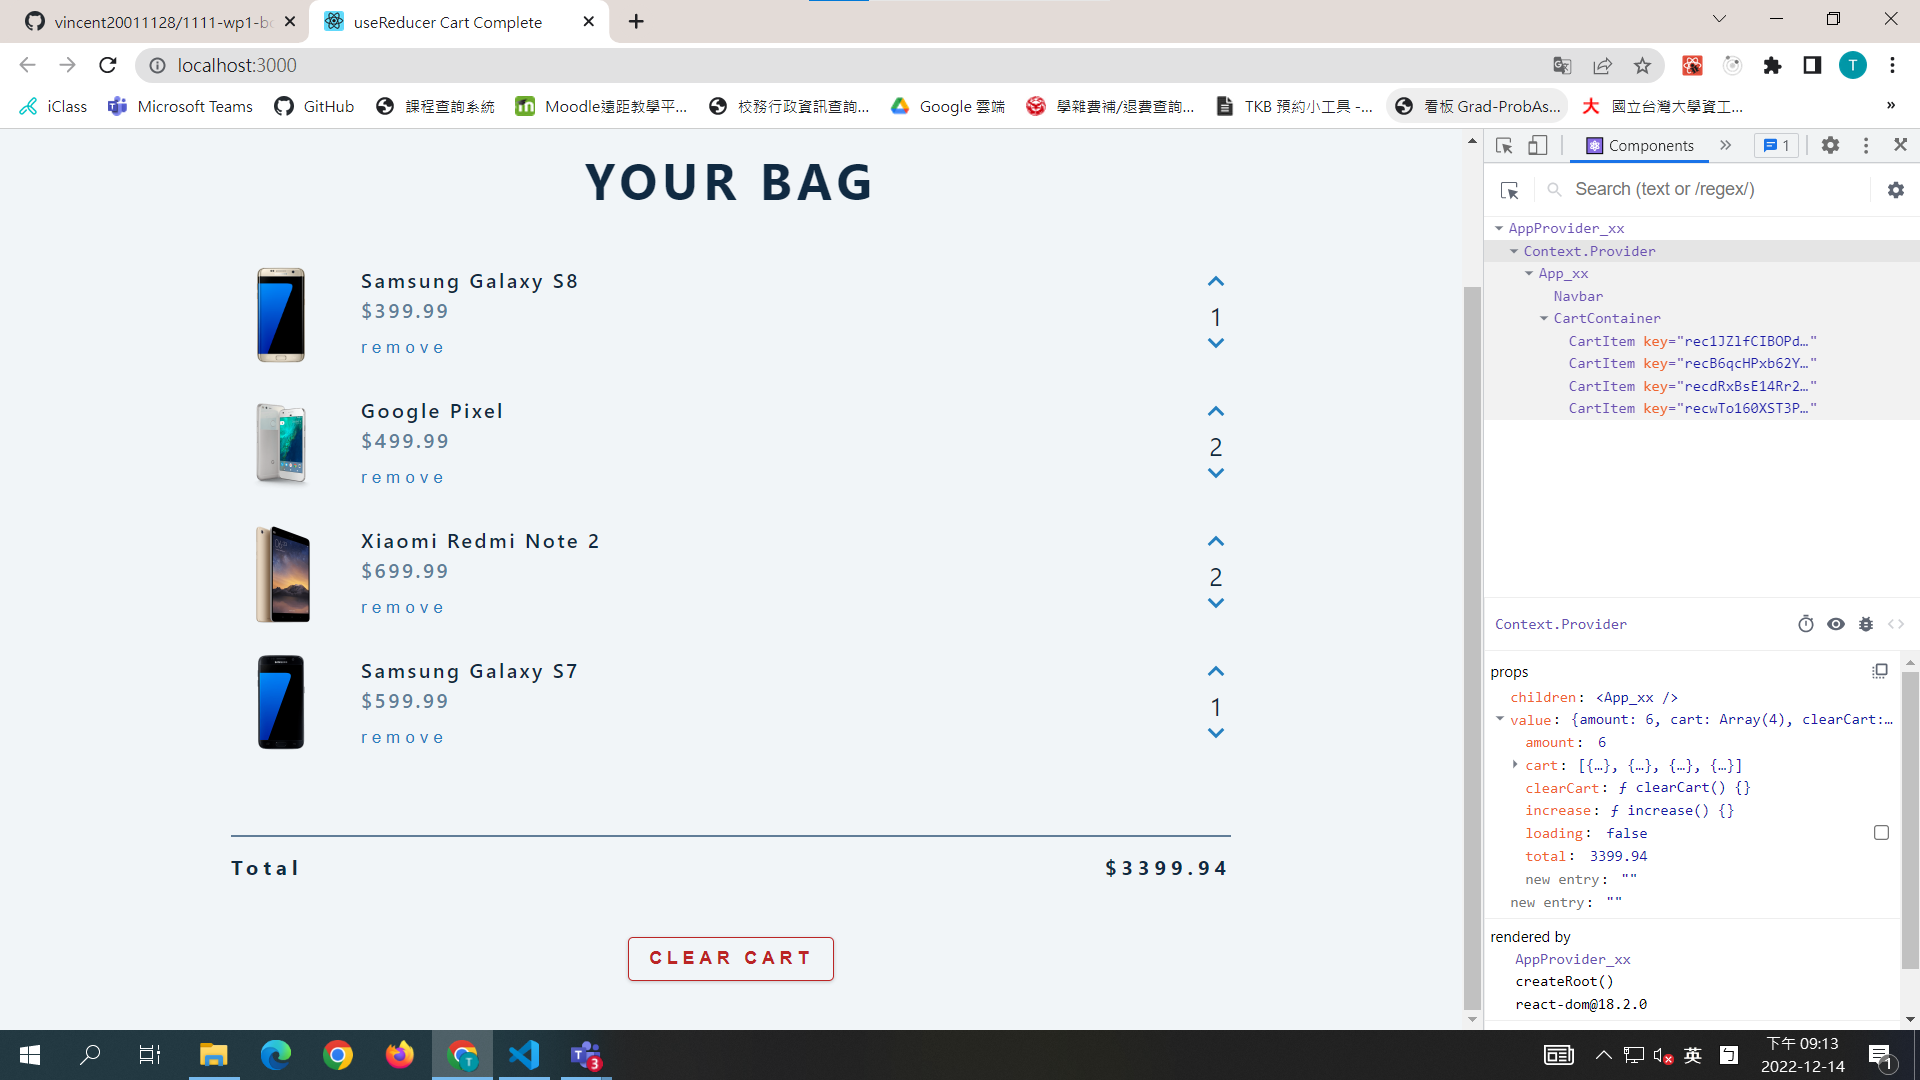 vincent20011128/1111-wp1-bc
useReducer Cart Complete
localhost:3000
T
iClass
Microsoft Teams
GitHub
課程查詢系統
Moodle遠距教學平...
校務行政資訊查詢...
Google 雲端
學雜費補/退費查詢...
TKB 預約小工具 -...
看板 Grad-ProbAs...
大 國立台灣大學資工...
»
YOUR BAG
Samsung Galaxy S8
$399.99
remove
1
Google Pixel
$499.99
remove
2
Xiaomi Redmi Note 2
$699.99
remove
2
Samsung Galaxy S7
$599.99
remove
1
Total $3399.94
CLEAR CART
Components
»
1
Search (text or /regex/)
AppProvider_xx
Context.Provider
App_xx
Navbar
CartContainer
CartItem key="rec1JZlfCIBOPd…"
CartItem key="recB6qcHPxb62Y…"
CartItem key="recdRxBsE14Rr2…"
CartItem key="recwTo160XST3P…"
Context.Provider
props
children: <App_xx />
value: {amount: 6, cart: Array(4), clearCart:…
amount: 6
cart: [{…}, {…}, {…}, {…}]
clearCart: ƒ clearCart() {}
increase: ƒ increase() {}
loading: false
total: 3399.94
new entry: ""
new entry: ""
rendered by
AppProvider_xx
createRoot()
react-dom@18.2.0
T
3
英
ㄅ
下午 09:13
2022-12-14
1